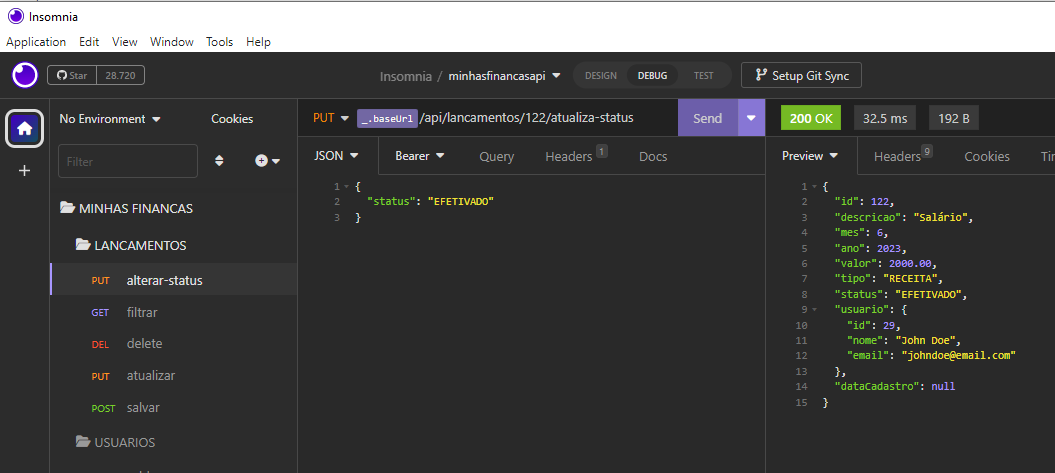 Insomnia
Application Edit View Window Tools Help
Star 28.720
Insomnia / minhasfinancasapi
DESIGN DEBUG TEST
Setup Git Sync
No Environment
Cookies
Filter
MINHAS FINANCAS
LANCAMENTOS
PUT alterar-status
GET filtrar
DEL delete
PUT atualizar
POST salvar
USUARIOS
PUT _.baseUrl /api/lancamentos/122/atualiza-status Send
JSON Bearer Query Headers 1 Docs
1 {
2 "status": "EFETIVADO"
3 }
200 OK 32.5 ms 192 B
Preview Headers 9 Cookies
1 {
2 "id": 122,
3 "descricao": "Salário",
4 "mes": 6,
5 "ano": 2023,
6 "valor": 2000.00,
7 "tipo": "RECEITA",
8 "status": "EFETIVADO",
9 "usuario": {
10 "id": 29,
11 "nome": "John Doe",
12 "email": "johndoe@email.com"
13 },
14 "dataCadastro": null
15 }